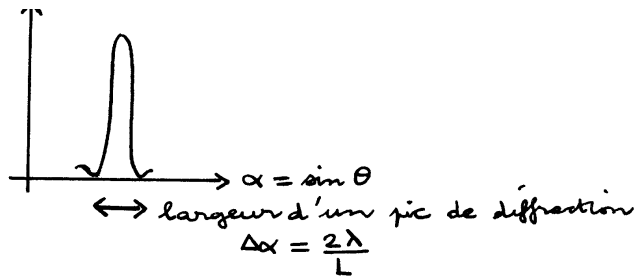 α = sin θ
largeur d'un pic de diffraction
Δα = 2λ/L